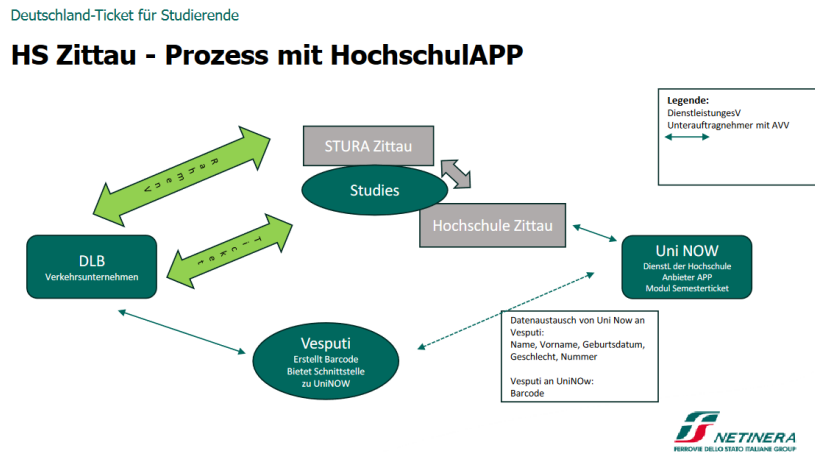 Deutschland-Ticket für Studierende
HS Zittau - Prozess mit HochschulAPP
Legende:
DienstleistungesV
Unterauftragnehmer mit AVV
STURA Zittau
RahmenV
Studies
Hochschule Zittau
Ticket
DLB
Verkehrsunternehmen
Uni NOW
DienstL der Hochschule
Anbieter APP
Modul Semesterticket
Vesputi
Erstellt Barcode
Bietet Schnittstelle
zu UniNOW
Datenaustausch von Uni Now an
Vesputi:
Name, Vorname, Geburtsdatum,
Geschlecht, Nummer
Vesputi an UniNOw:
Barcode
NETINERA
FERROVIE DELLO STATO ITALIANE GROUP